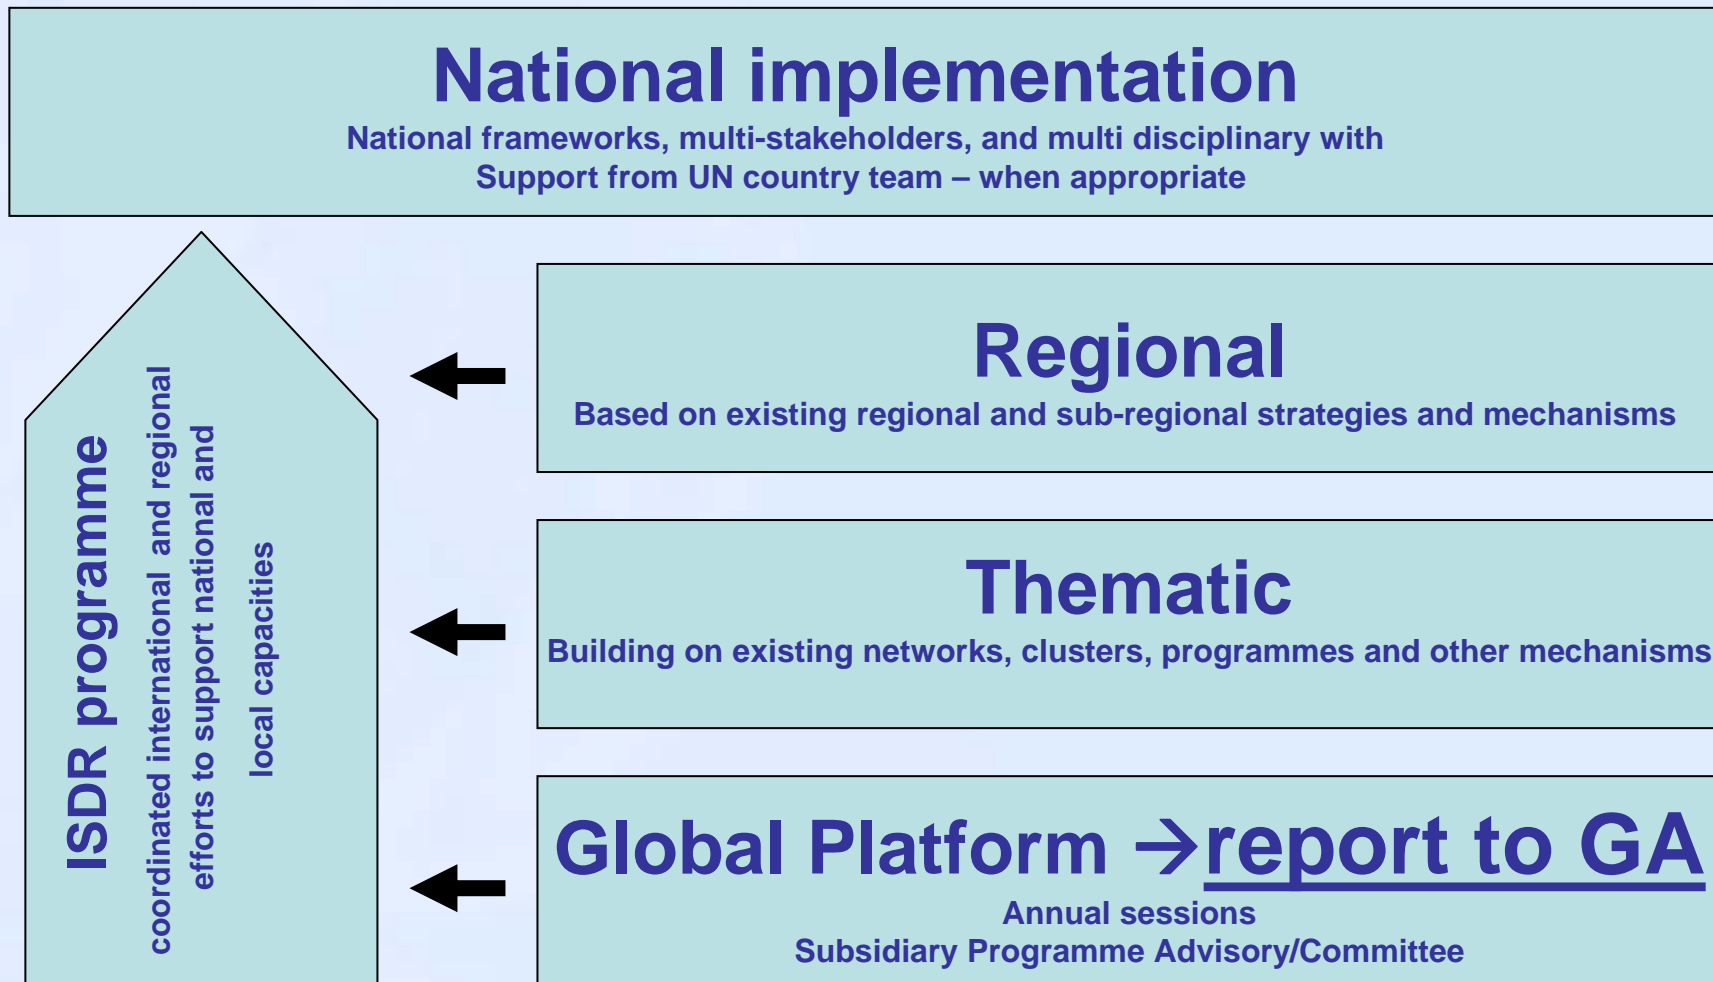 National implementation
National frameworks, multi-stakeholders, and multi disciplinary with
Support from UN country team – when appropriate
ISDR programme
coordinated international and regional
efforts to support national and
local capacities
Regional
Based on existing regional and sub-regional strategies and mechanisms
Thematic
Building on existing networks, clusters, programmes and other mechanisms
Global Platform →report to GA
Annual sessions
Subsidiary Programme Advisory/Committee